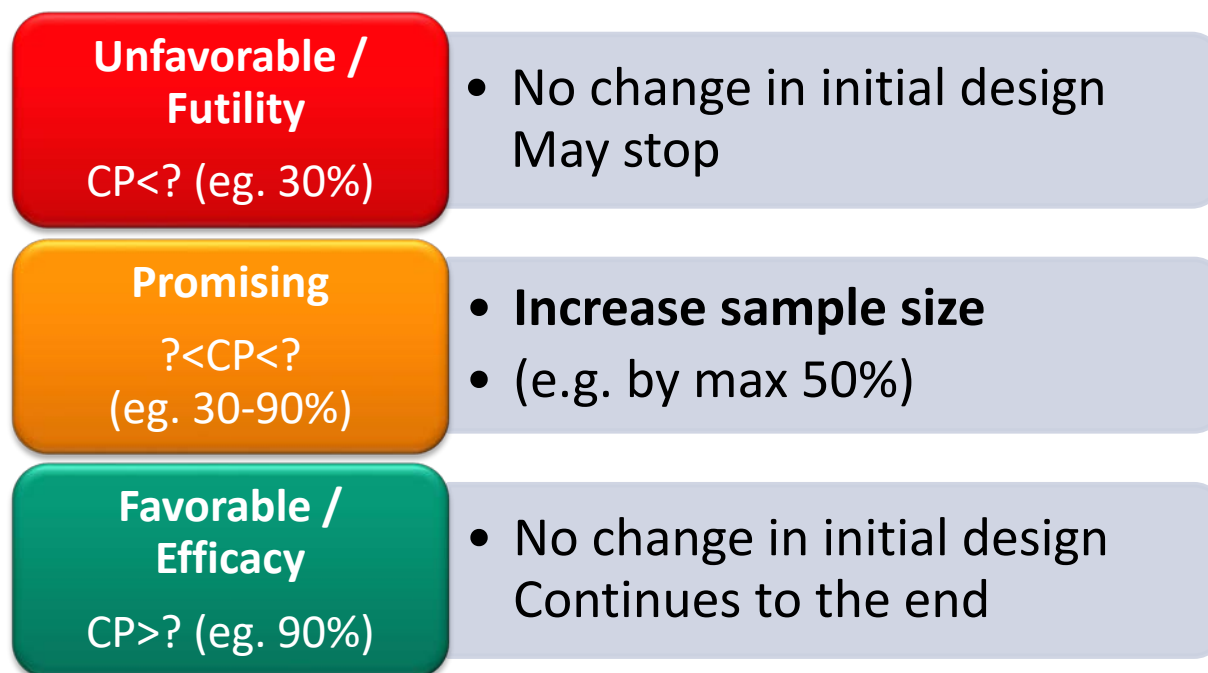 Unfavorable /
Futility
CP<? (eg. 30%)
• No change in initial design
May stop
Promising
?<CP<?
(eg. 30-90%)
• Increase sample size
• (e.g. by max 50%)
Favorable /
Efficacy
CP>? (eg. 90%)
• No change in initial design
Continues to the end